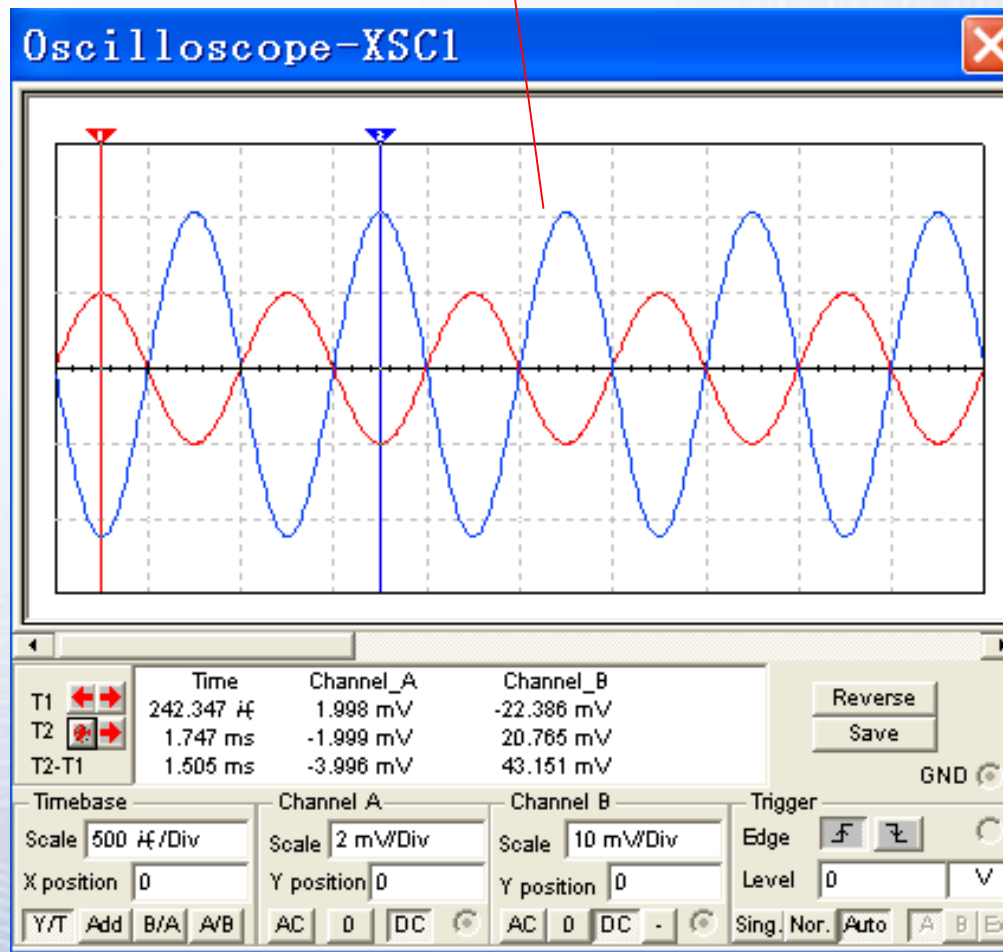 Oscilloscope-XSC1
1 2
Time Channel_A Channel_B
T1 242.347 1.998 mV -22.386 mV
T2 1.747 ms -1.999 mV 20.765 mV
T2-T1 1.505 ms -3.996 mV 43.151 mV
Reverse
Save
GND
Timebase Channel A Channel B Trigger
Scale 500 /Div Scale 2 mV/Div Scale 10 mV/Div Edge
X position 0 Y position 0 Y position 0 Level 0 V
Y/T Add B/A A/B AC 0 DC AC 0 DC - Sing. Nor. Auto A B